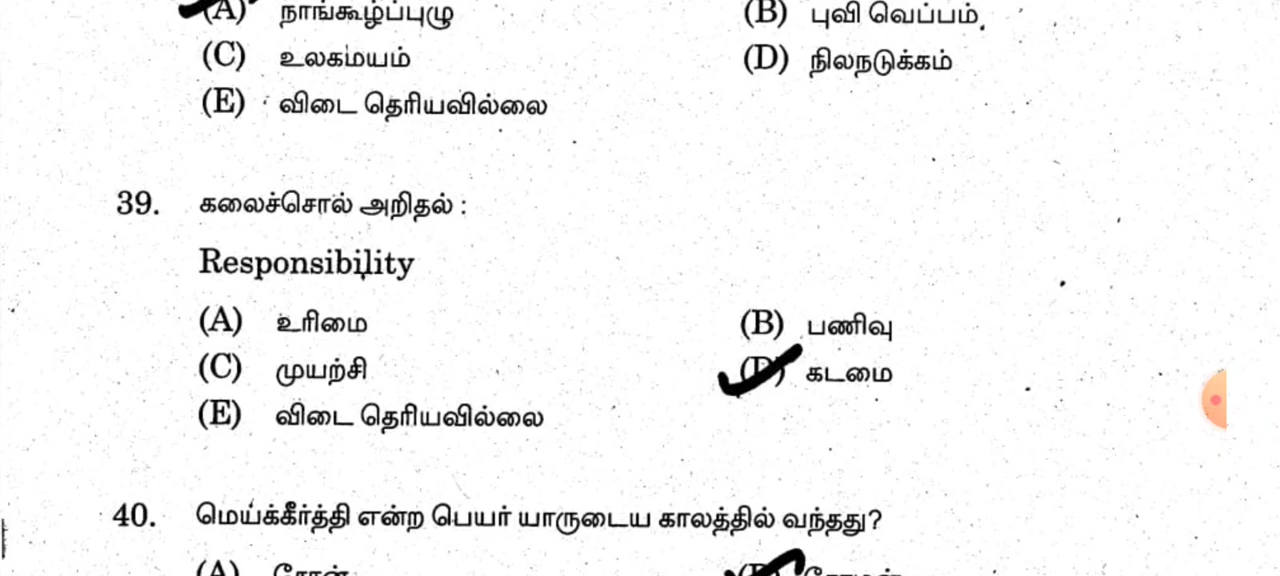 (A) நாங்கூழ்ப்புழு (B) புவி வெப்பம்
(C) உலகமயம் (D) நிலநடுக்கம்
(E) விடை தெரியவில்லை
39. கலைச்சொல் அறிதல் :
Responsibility
(A) உரிமை (B) பணிவு
(C) முயற்சி (D) கடமை
(E) விடை தெரியவில்லை
40. மெய்க்கீர்த்தி என்ற பெயர் யாருடைய காலத்தில் வந்தது?
(A)